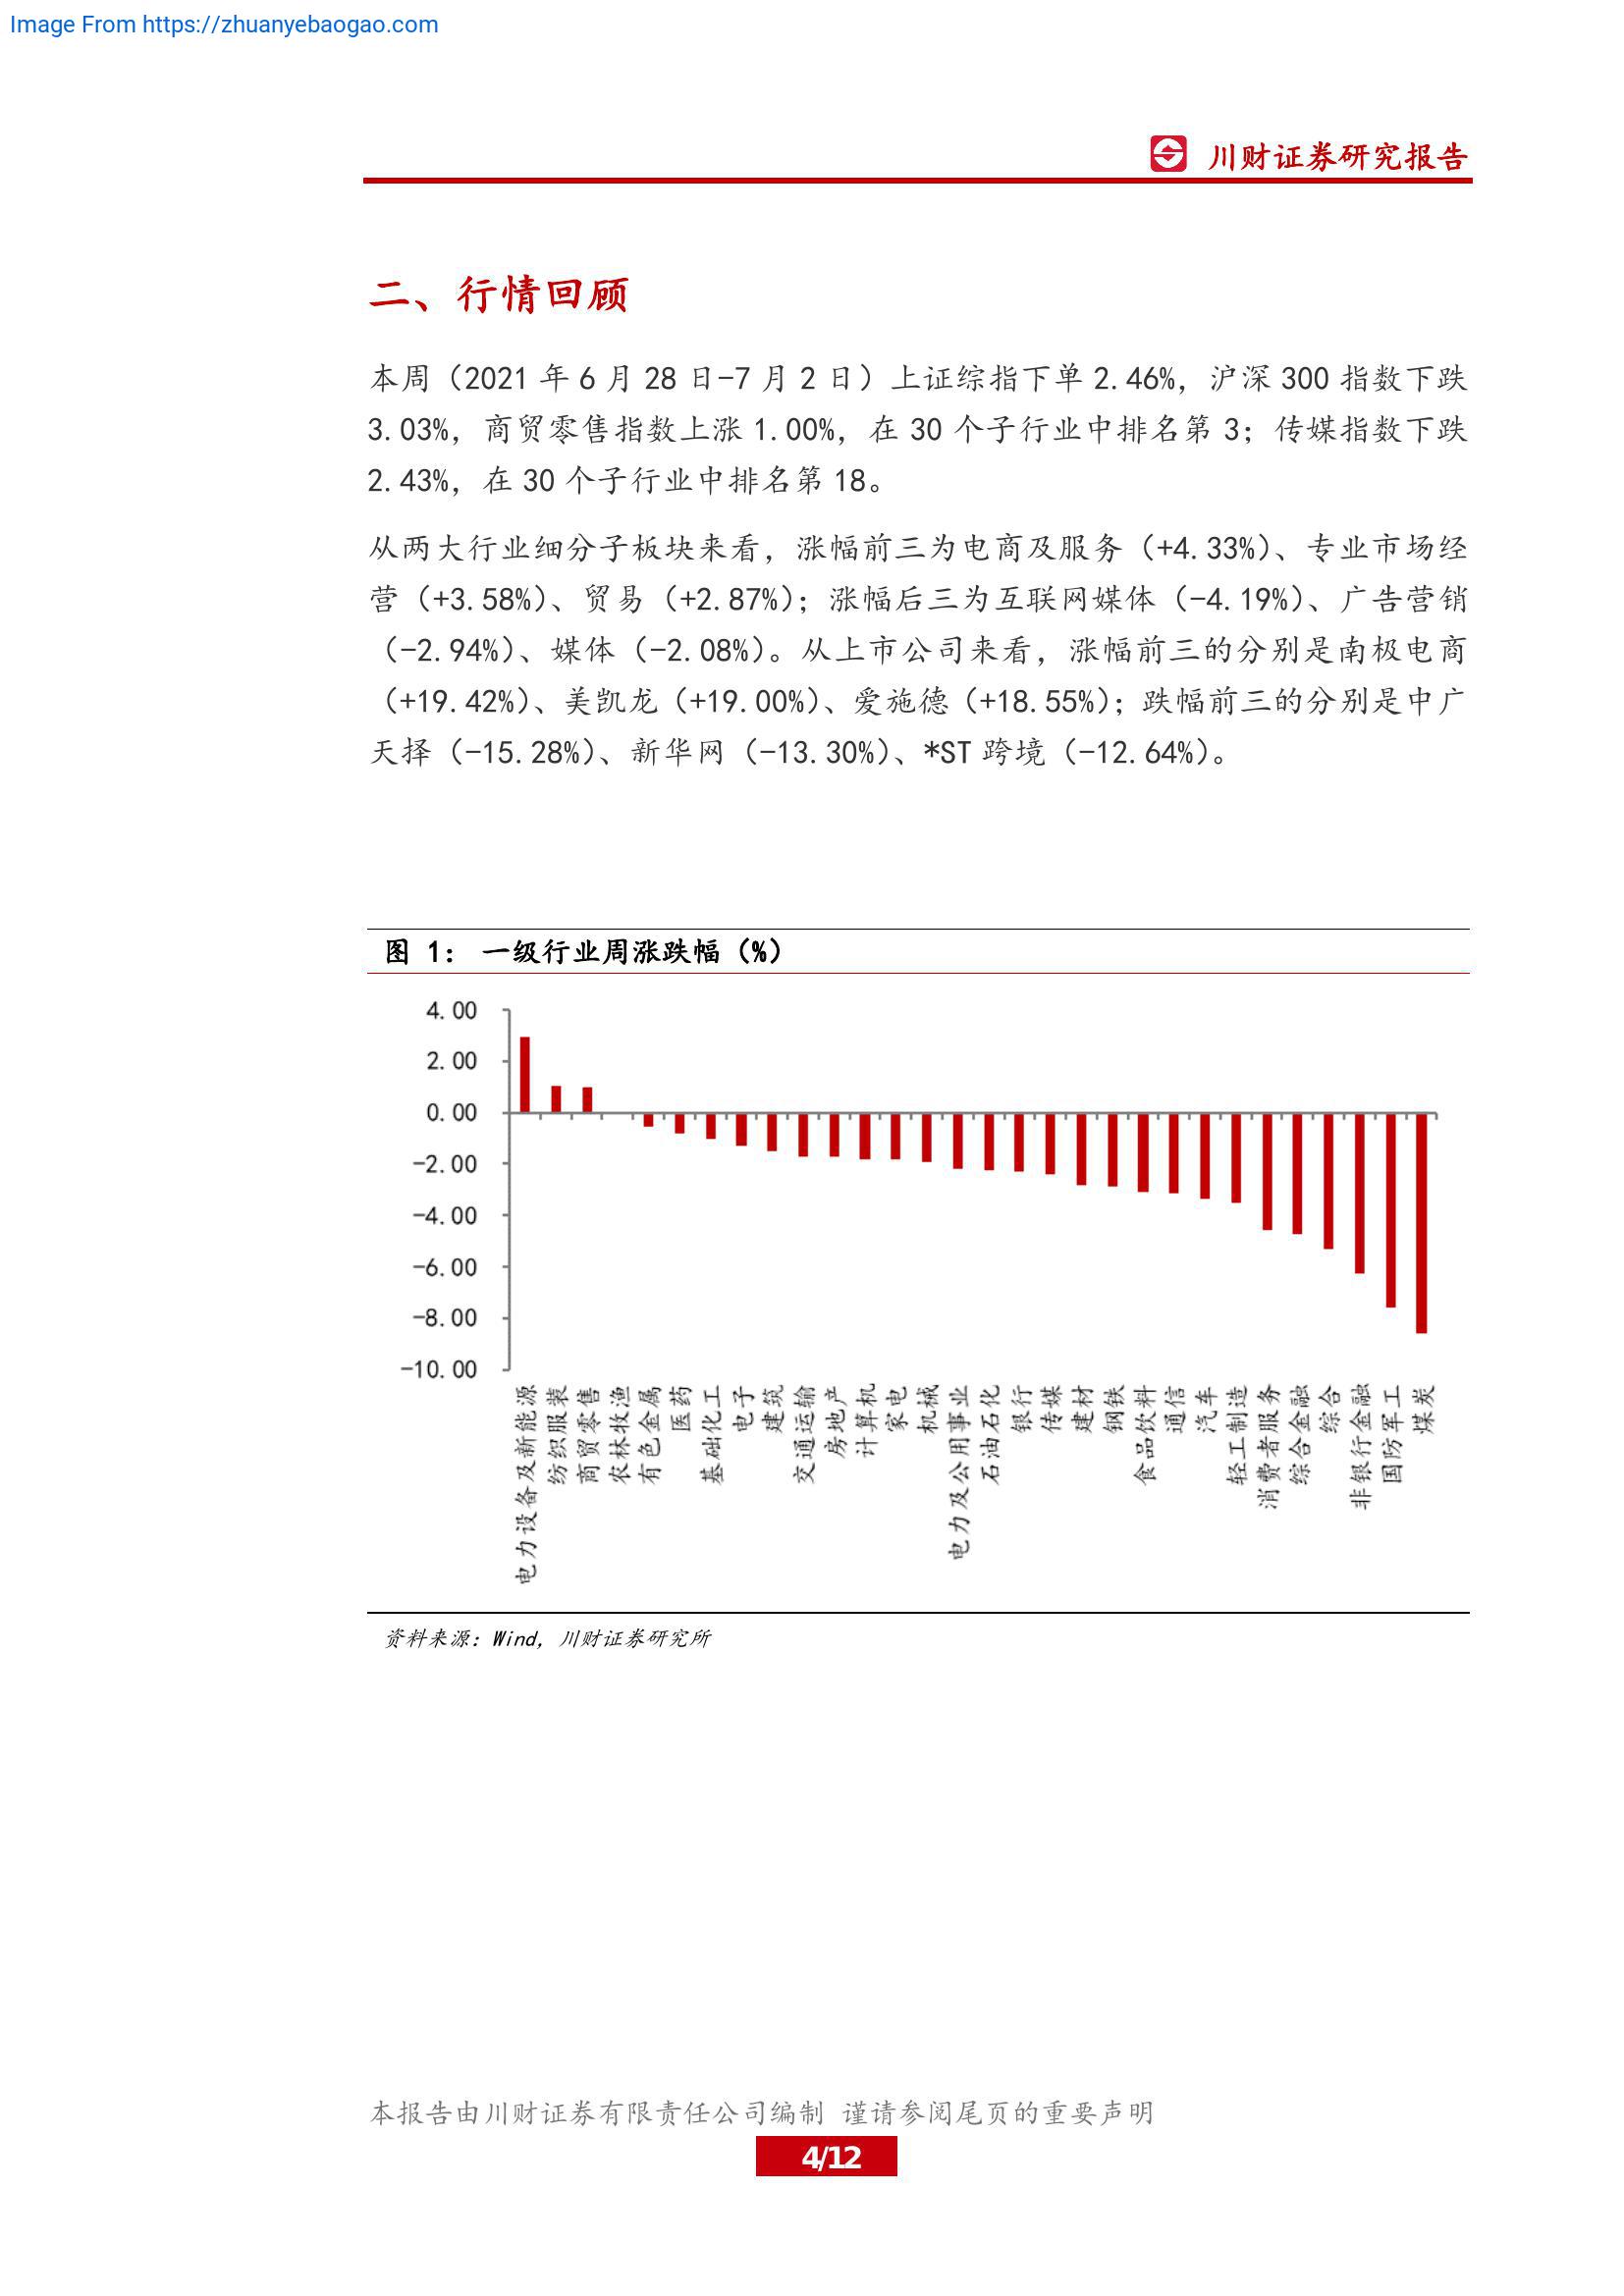 Image From https://zhuanyebaogao.com
川财证券研究报告
二、行情回顾
本周（2021 年 6 月 28 日-7 月 2 日）上证综指下单 2.46%，沪深 300 指数下跌
3.03%，商贸零售指数上涨 1.00%，在 30 个子行业中排名第 3；传媒指数下跌
2.43%，在 30 个子行业中排名第 18。
从两大行业细分子板块来看，涨幅前三为电商及服务（+4.33%）、专业市场经
营（+3.58%）、贸易（+2.87%）；涨幅后三为互联网媒体（-4.19%）、广告营销
（-2.94%）、媒体（-2.08%）。从上市公司来看，涨幅前三的分别是南极电商
（+19.42%）、美凯龙（+19.00%）、爱施德（+18.55%）；跌幅前三的分别是中广
天择（-15.28%）、新华网（-13.30%）、*ST 跨境（-12.64%）。
图 1： 一级行业周涨跌幅（%）
4.00
2.00
0.00
-2.00
-4.00
-6.00
-8.00
-10.00
电力设备及新能源
纺织服装
商贸零售
农林牧渔
有色金属
医药
基础化工
电子
建筑
交通运输
房地产
计算机
家电
机械
电力及公用事业
石油石化
银行
传媒
建材
钢铁
食品饮料
通信
汽车
轻工制造
消费者服务
综合金融
综合
非银行金融
国防军工
煤炭
资料来源：Wind，川财证券研究所
本报告由川财证券有限责任公司编制 谨请参阅尾页的重要声明
4/12